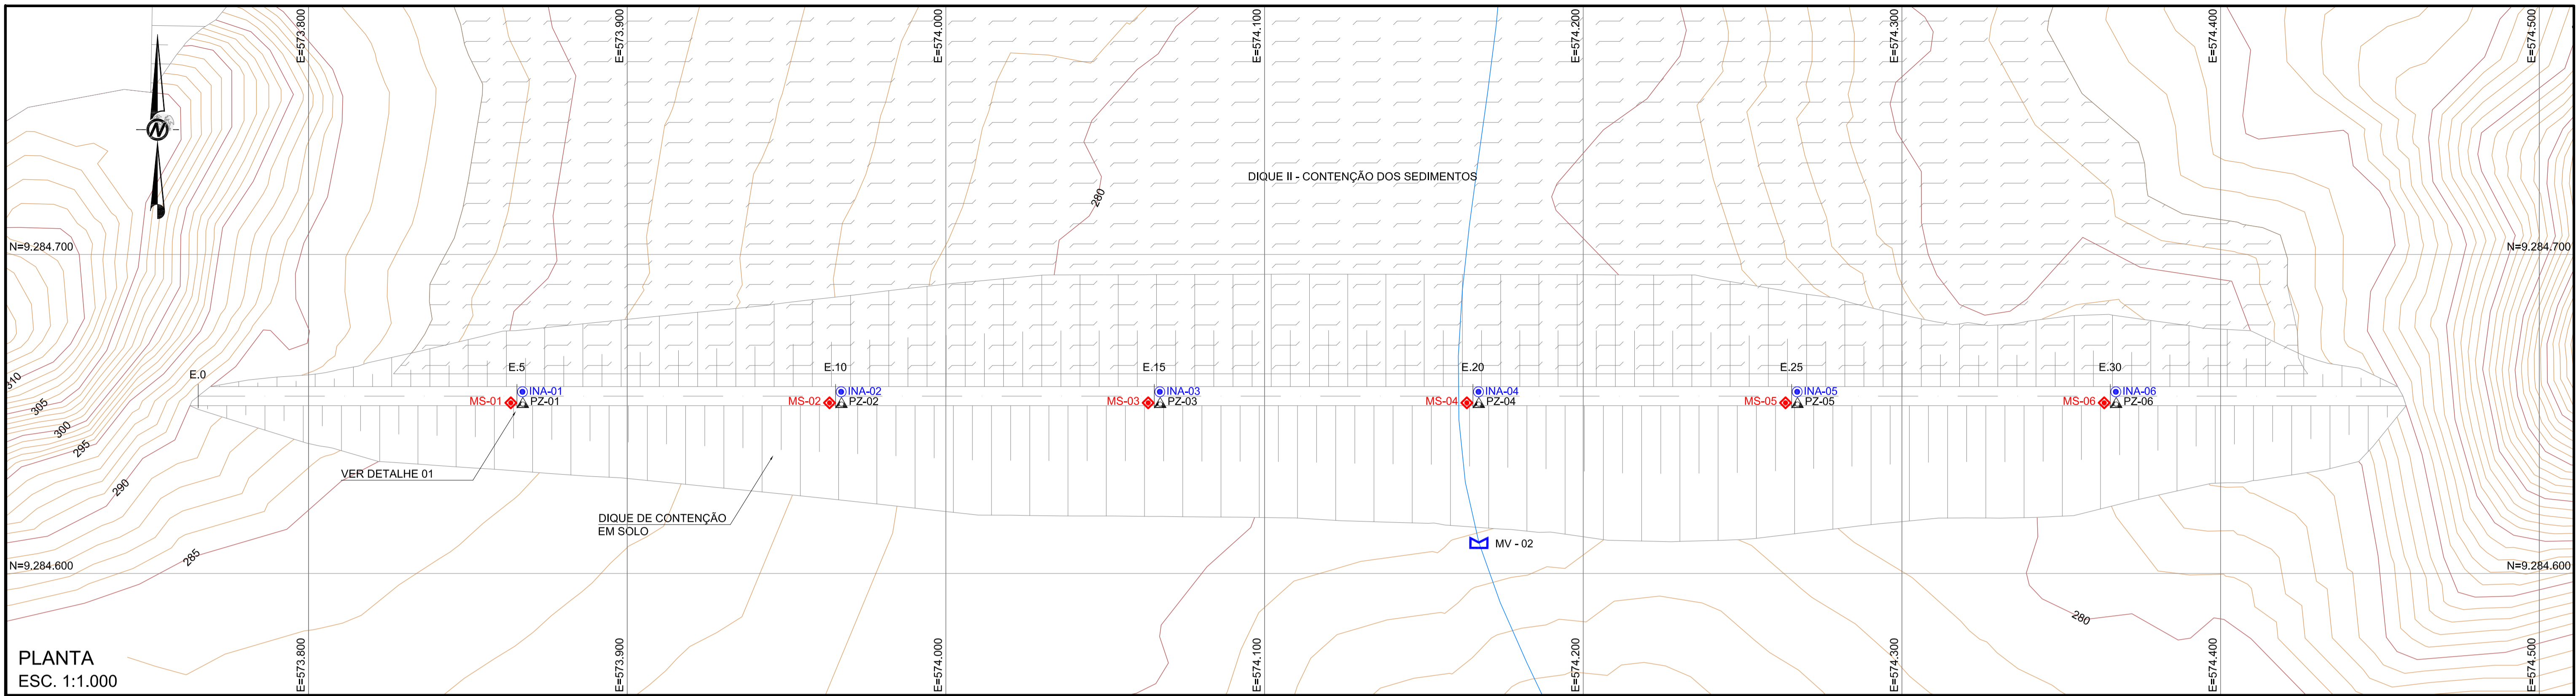 E=573.800
E=573.900
E=574.000
E=574.100
E=574.200
E=574.300
E=574.400
E=574.500
N
DIQUE II - CONTENÇÃO DOS SEDIMENTOS
280
N=9.284.700
N=9.284.700
E.0
E.5
E.10
E.15
E.20
E.25
E.30
INA-01
INA-02
INA-03
INA-04
INA-05
INA-06
MS-01
PZ-01
MS-02
PZ-02
MS-03
PZ-03
MS-04
PZ-04
MS-05
PZ-05
MS-06
PZ-06
310
305
300
295
290
285
VER DETALHE 01
DIQUE DE CONTENÇÃO
EM SOLO
MV - 02
N=9.284.600
N=9.284.600
280
E=573.800
E=573.900
E=574.000
E=574.100
E=574.200
E=574.300
E=574.400
E=574.500
PLANTA
ESC. 1:1.000